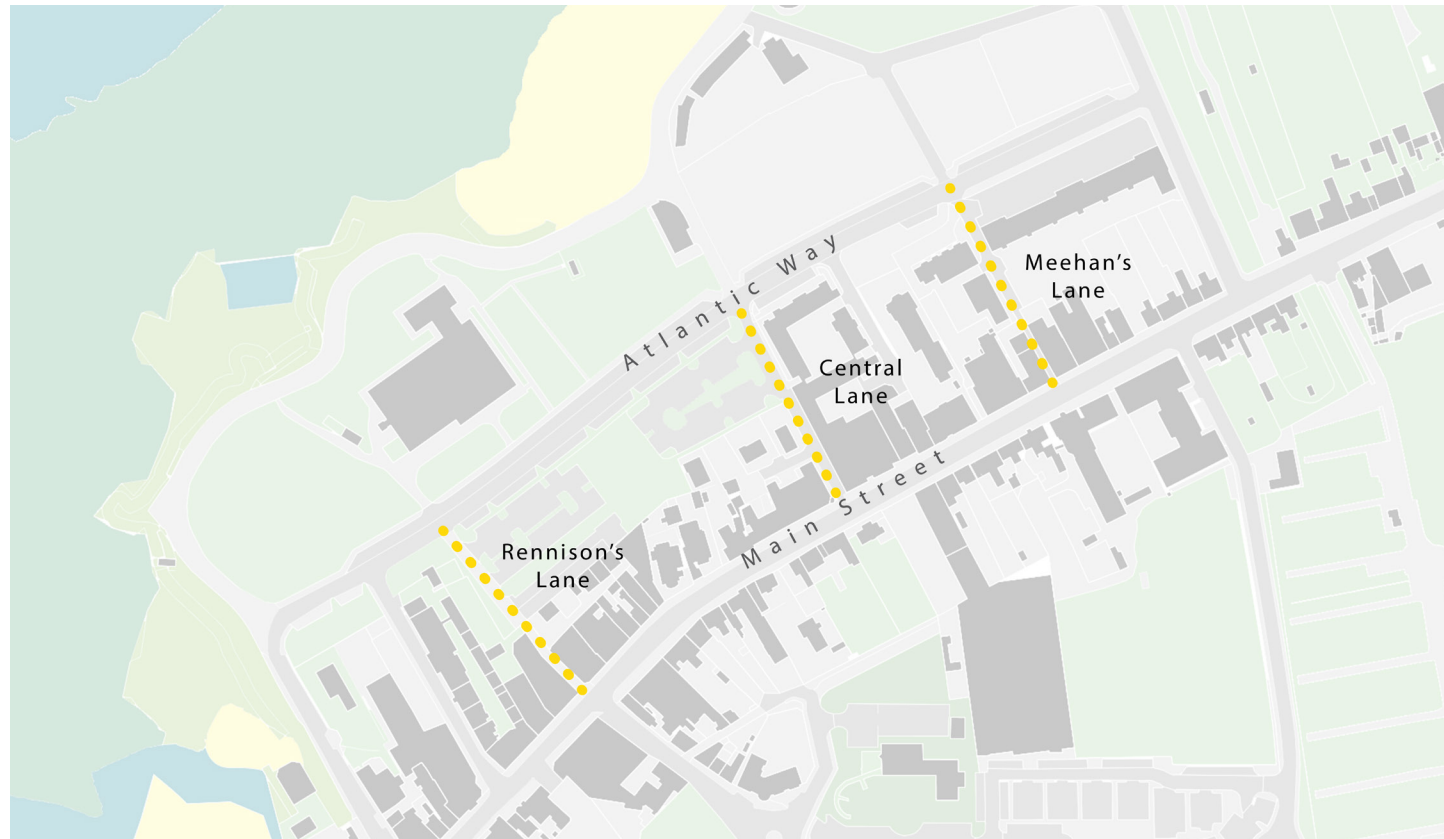 Atlantic Way
Meehan's
Lane
Central
Lane
Main Street
Rennison's
Lane